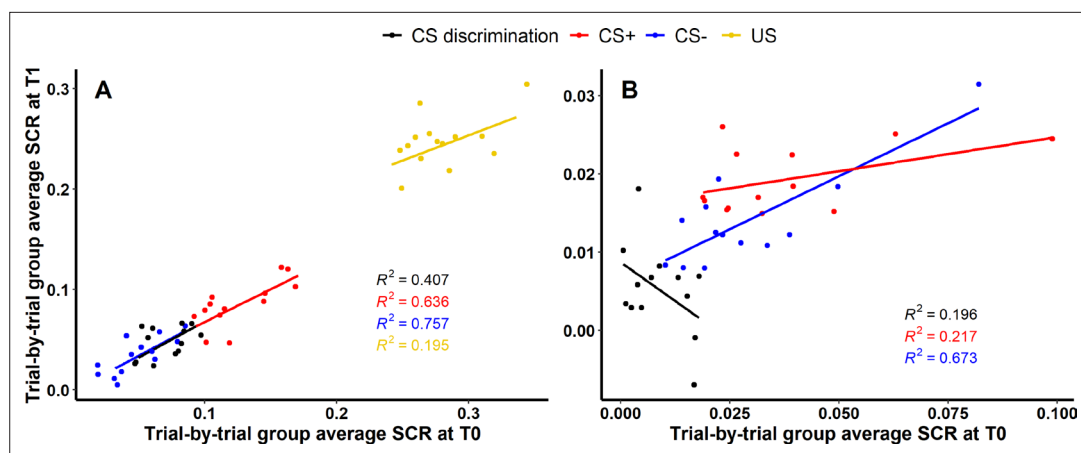 CS discrimination CS+ CS- US
A
Trial-by-trial group average SCR at T1
0.3
0.2
0.1
0.0
R² = 0.407
R² = 0.636
R² = 0.757
R² = 0.195
0.1 0.2 0.3
Trial-by-trial group average SCR at T0
B
0.03
0.02
0.01
0.00
R² = 0.196
R² = 0.217
R² = 0.673
0.000 0.025 0.050 0.075 0.100
Trial-by-trial group average SCR at T0